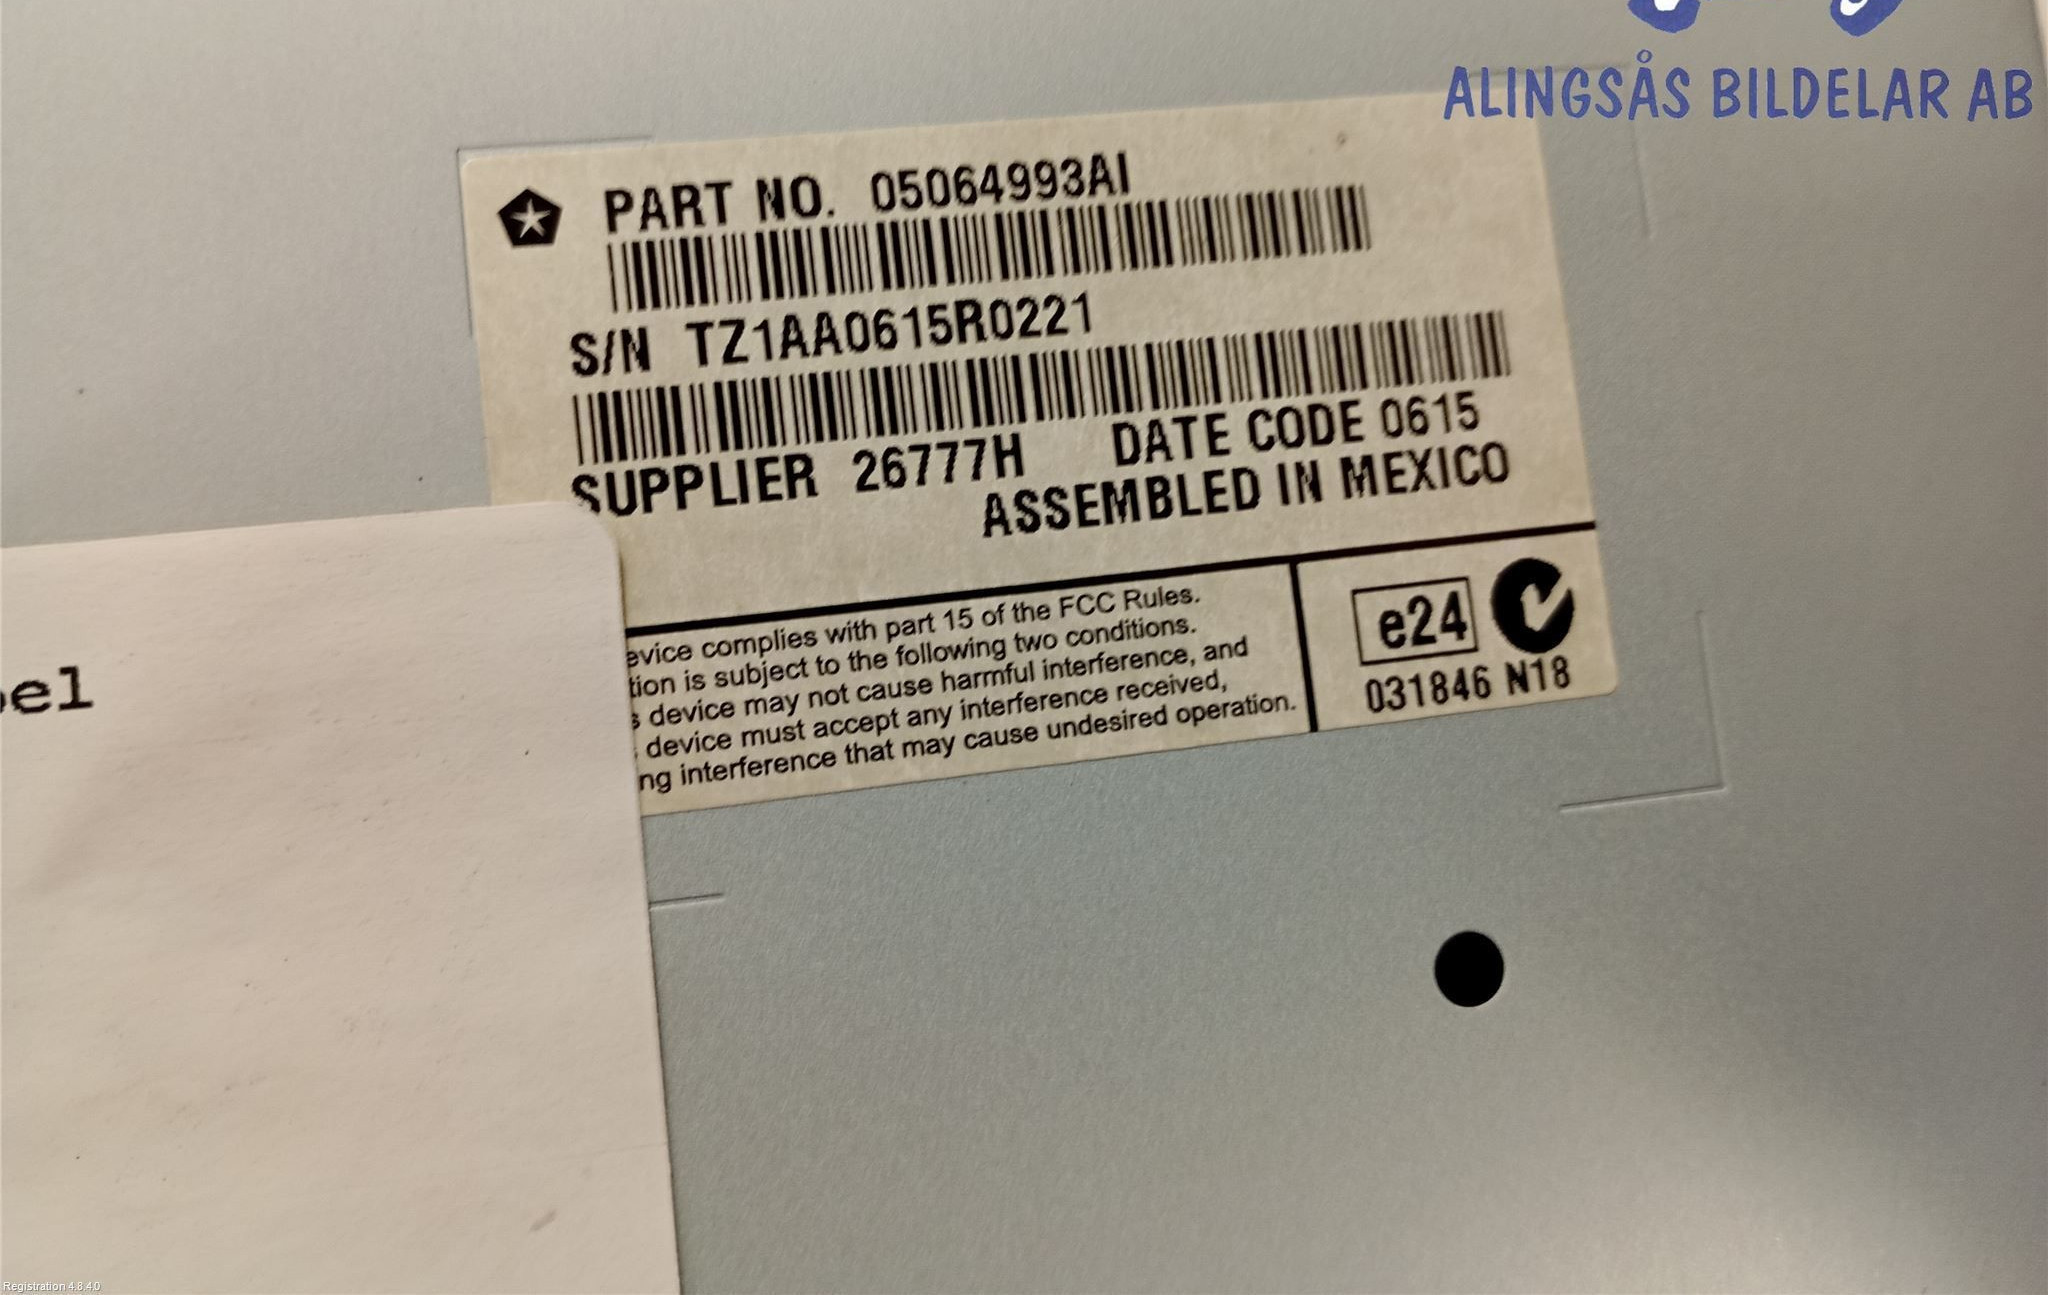 ALINGSÅS BILDELAR AB
PART NO. 05064993AI
S/N TZ1AA0615R0221
SUPPLIER 26777H DATE CODE 0615
ASSEMBLED IN MEXICO
evice complies with part 15 of the FCC Rules.
tion is subject to the following two conditions.
s device may not cause harmful interference, and
device must accept any interference received,
ng interference that may cause undesired operation.
e24
031846 N18
el
Registration 4.8.4.0